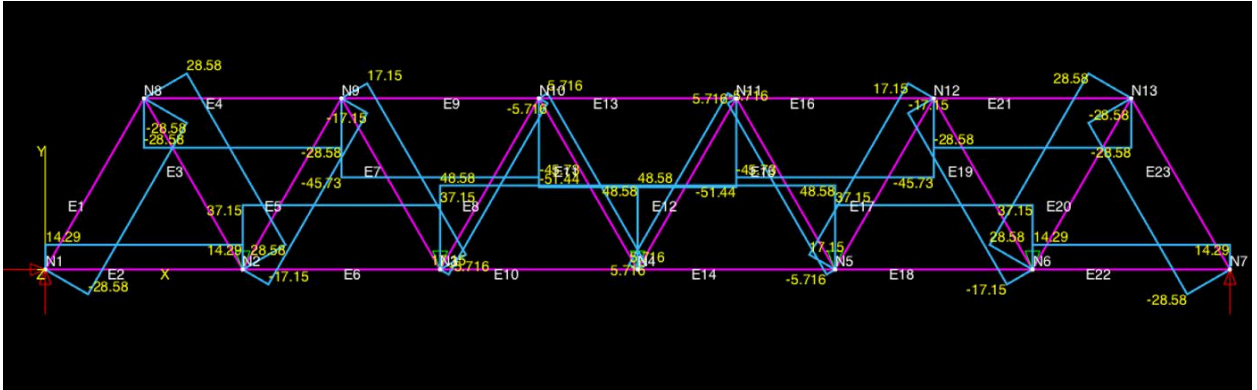 28.58
17.15
28.58
N8
N9
N10
5.716
N11
N12
N13
E4
E9
E13
5.716
5.716
E16
17.15
E21
-5.716
-17.15
-17.15
-28.58
-28.58
-28.58
-28.58
-28.58
-28.58
Y
E3
E7
-45.73
-45.73
-45.73
-45.73
E19
E23
48.58
-51.44
48.58
-51.44
48.58
48.58
E1
37.15
E5
37.15
E8
E12
37.15
E17
37.15
E20
14.29
14.29
28.58
17.15
28.58
14.29
14.29
N1
N2
N3
N4
N5
N6
N7
Z
E2
X
E6
-5.716
E10
5.716
E14
-5.716
E18
E22
-28.58
-17.15
-17.15
-28.58